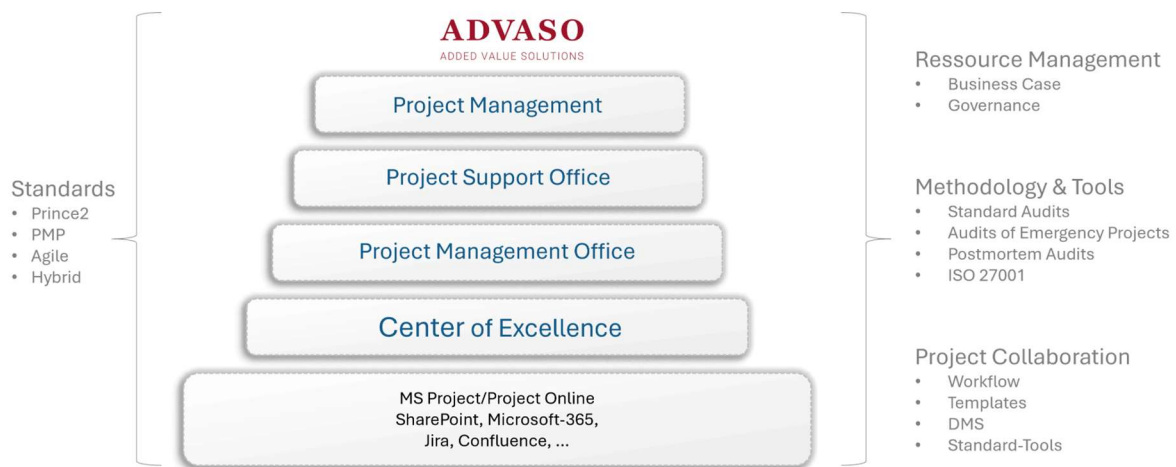 ADVASO
ADDED VALUE SOLUTIONS
Project Management
Project Support Office
Project Management Office
Center of Excellence
MS Project/Project Online
SharePoint, Microsoft-365,
Jira, Confluence, ...
Standards
• Prince2
• PMP
• Agile
• Hybrid
Ressource Management
• Business Case
• Governance
Methodology & Tools
• Standard Audits
• Audits of Emergency Projects
• Postmortem Audits
• ISO 27001
Project Collaboration
• Workflow
• Templates
• DMS
• Standard-Tools